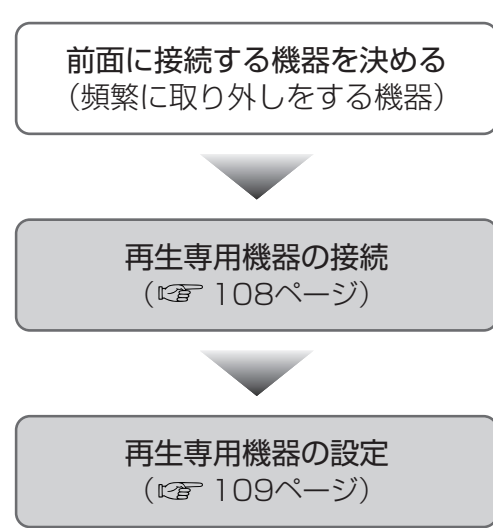 前面に接続する機器を決める
（頻繁に取り外しをする機器）
再生専用機器の接続
（☞ 108ページ）
再生専用機器の設定
（☞ 109ページ）